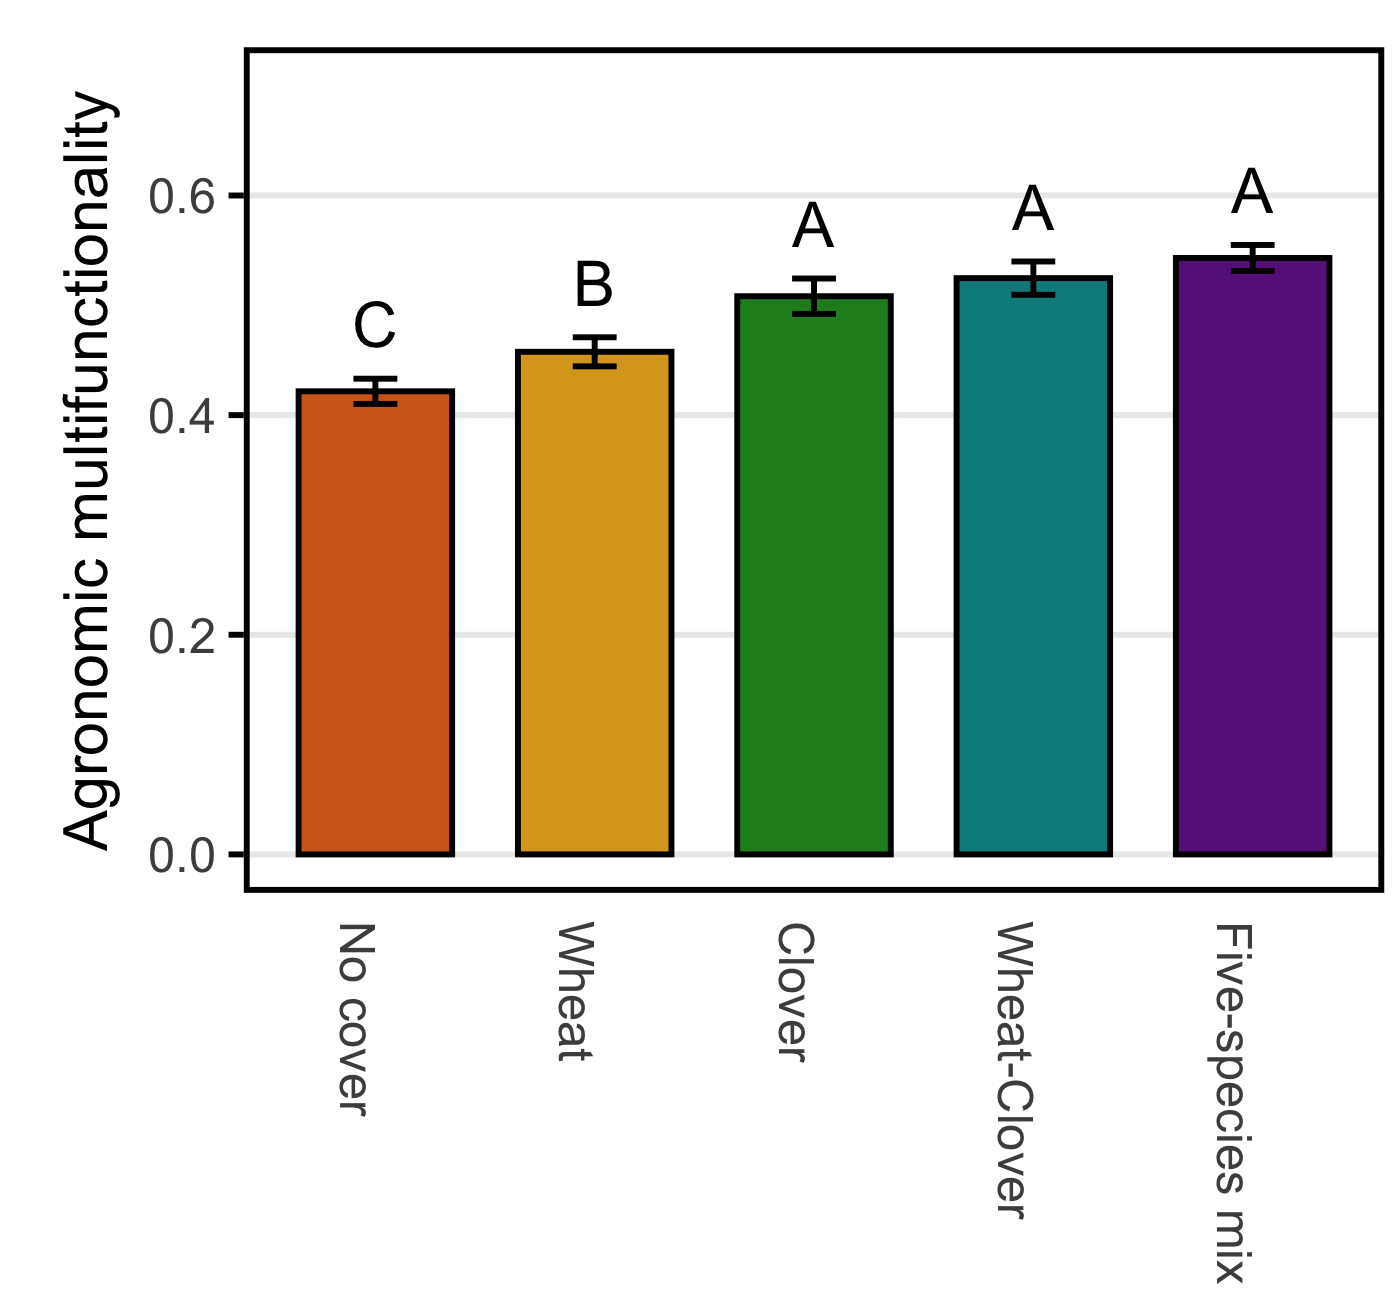 Agronomic multifunctionality
0.6
0.4
0.2
0.0
C
B
A
A
A
No cover
Wheat
Clover
Wheat-Clover
Five-species mix